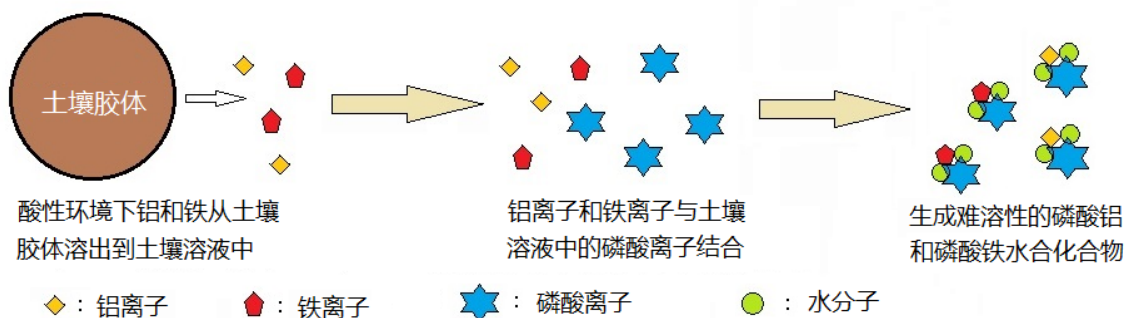 土壤胶体
酸性环境下铝和铁从土壤
胶体溶出到土壤溶液中
铝离子和铁离子与土壤
溶液中的磷酸离子结合
生成难溶性的磷酸铝
和磷酸铁水合化合物
：铝离子 ：铁离子 ：磷酸离子 ：水分子